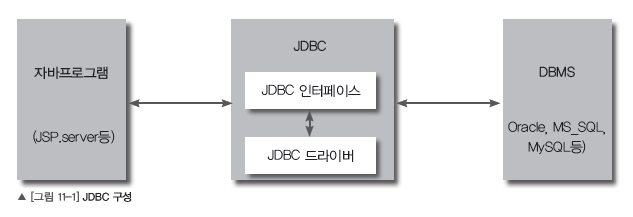 자바프로그램
(JSP,server등)
JDBC
JDBC 인터페이스
JDBC 드라이버
DBMS
Oracle, MS_SQL,
MySQL등)
▲ [그림 11-1] JDBC 구성